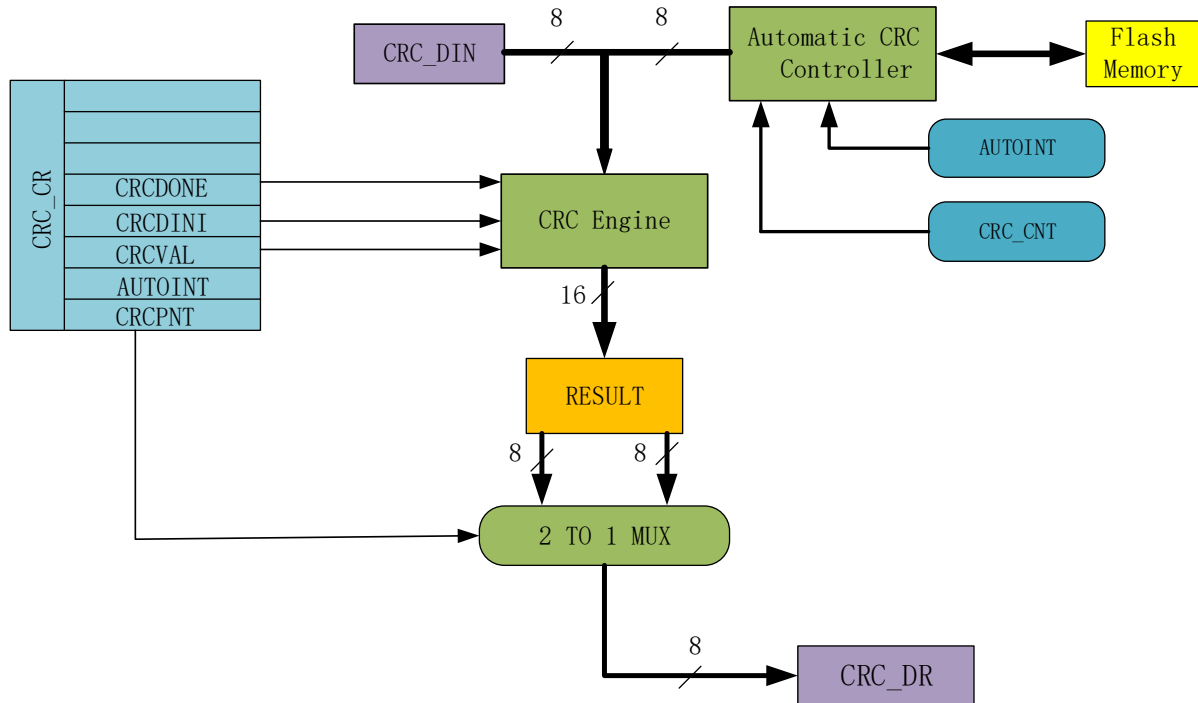 8
8
CRC_DIN
Automatic CRC
Controller
Flash
Memory
AUTOINT
CRC_CNT
CRC_CR
CRCDONE
CRCDINI
CRCVAL
AUTOINT
CRCPNT
CRC Engine
16
RESULT
8
8
2 TO 1 MUX
8
CRC_DR